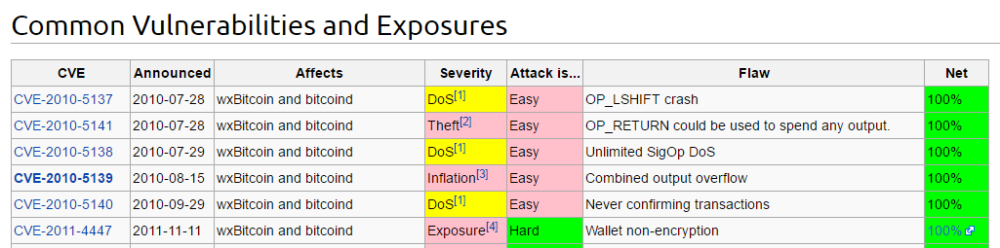 Common Vulnerabilities and Exposures
CVE Announced Affects Severity Attack is... Flaw Net
CVE-2010-5137 2010-07-28 wxBitcoin and bitcoind DoS[1] Easy OP_LSHIFT crash 100%
CVE-2010-5141 2010-07-28 wxBitcoin and bitcoind Theft[2] Easy OP_RETURN could be used to spend any output. 100%
CVE-2010-5138 2010-07-29 wxBitcoin and bitcoind DoS[1] Easy Unlimited SigOp DoS 100%
CVE-2010-5139 2010-08-15 wxBitcoin and bitcoind Inflation[3] Easy Combined output overflow 100%
CVE-2010-5140 2010-09-29 wxBitcoin and bitcoind DoS[1] Easy Never confirming transactions 100%
CVE-2011-4447 2011-11-11 wxBitcoin and bitcoind Exposure[4] Hard Wallet non-encryption 100%